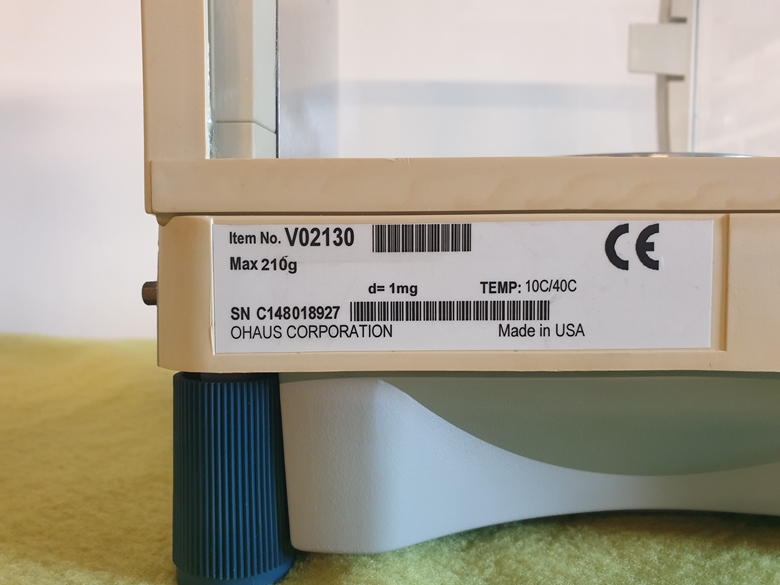 Item No. V02130
CE
Max 210g
d= 1mg TEMP: 10C/40C
SN C148018927
OHAUS CORPORATION Made in USA